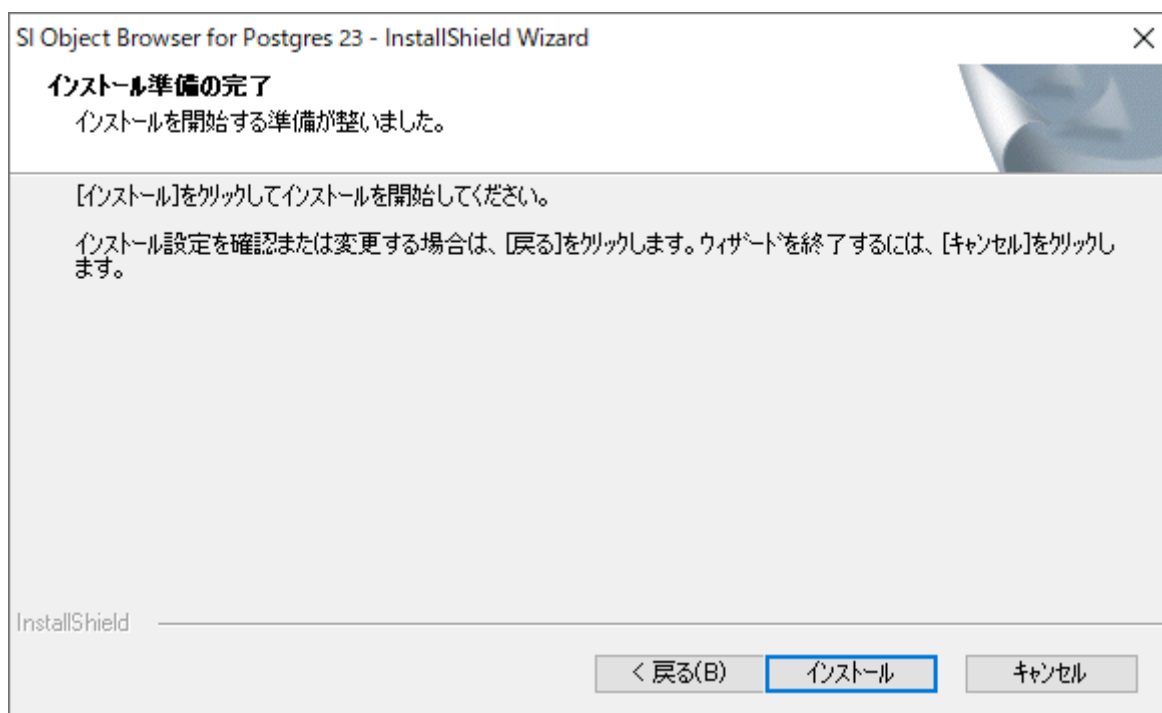 SI Object Browser for Postgres 23 - InstallShield Wizard
インストール準備の完了
インストールを開始する準備が整いました。
[インストール]をクリックしてインストールを開始してください。
インストール設定を確認または変更する場合は、[戻る]をクリックします。ウィザードを終了するには、[キャンセル]をクリックし
ます。
InstallShield
< 戻る(B)
インストール
キャンセル